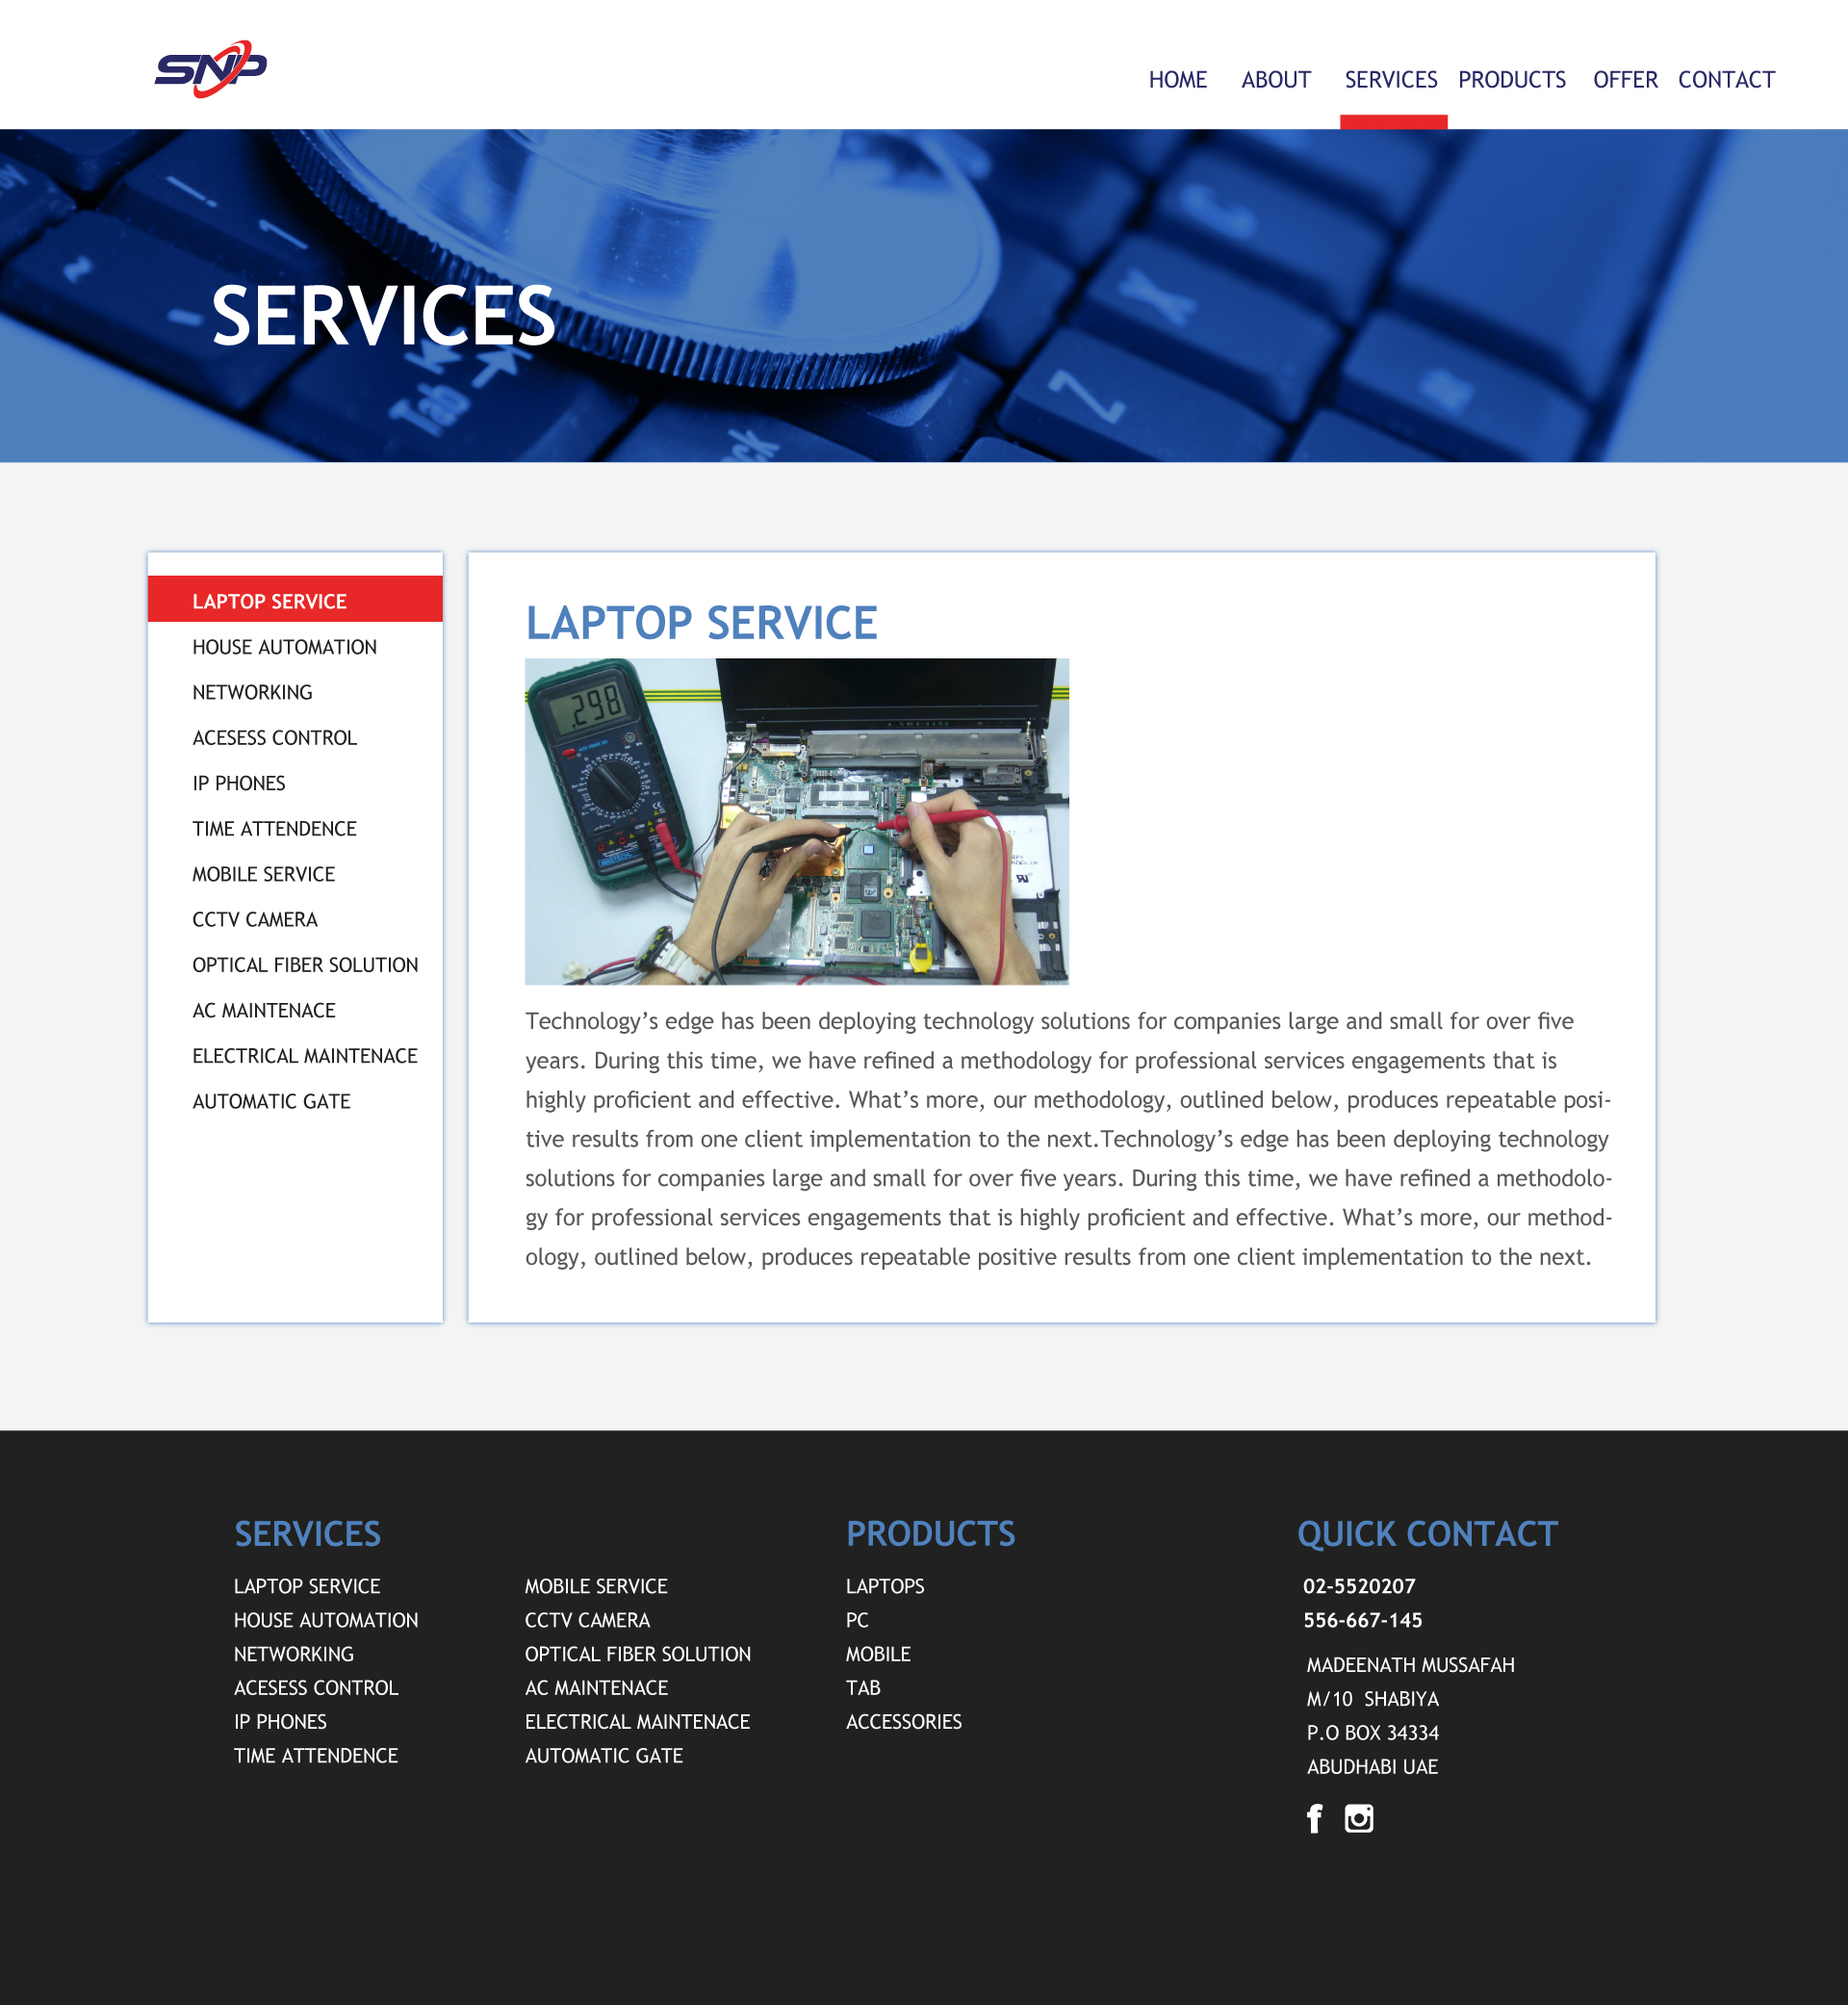 SNP
HOME ABOUT SERVICES PRODUCTS OFFER CONTACT
SERVICES
Tab
Z
X
LAPTOP SERVICE
HOUSE AUTOMATION
NETWORKING
ACESESS CONTROL
IP PHONES
TIME ATTENDENCE
MOBILE SERVICE
CCTV CAMERA
OPTICAL FIBER SOLUTION
AC MAINTENACE
ELECTRICAL MAINTENACE
AUTOMATIC GATE
LAPTOP SERVICE
.298
Technology’s edge has been deploying technology solutions for companies large and small for over five
years. During this time, we have refined a methodology for professional services engagements that is
highly proficient and effective. What’s more, our methodology, outlined below, produces repeatable posi-
tive results from one client implementation to the next.Technology’s edge has been deploying technology
solutions for companies large and small for over five years. During this time, we have refined a methodolo-
gy for professional services engagements that is highly proficient and effective. What’s more, our method-
ology, outlined below, produces repeatable positive results from one client implementation to the next.
SERVICES
LAPTOP SERVICE
HOUSE AUTOMATION
NETWORKING
ACESESS CONTROL
IP PHONES
TIME ATTENDENCE
MOBILE SERVICE
CCTV CAMERA
OPTICAL FIBER SOLUTION
AC MAINTENACE
ELECTRICAL MAINTENACE
AUTOMATIC GATE
PRODUCTS
LAPTOPS
PC
MOBILE
TAB
ACCESSORIES
QUICK CONTACT
02-5520207
556-667-145
MADEENATH MUSSAFAH
M/10 SHABIYA
P.O BOX 34334
ABUDHABI UAE